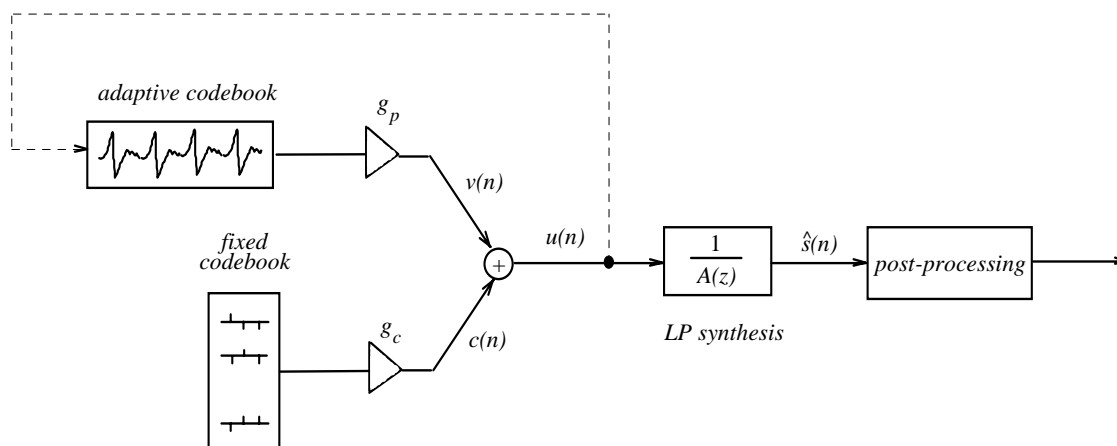 adaptive codebook
g_p
v(n)
fixed
codebook
u(n)
+
1
A(z)
ŝ(n)
post-processing
LP synthesis
g_c
c(n)